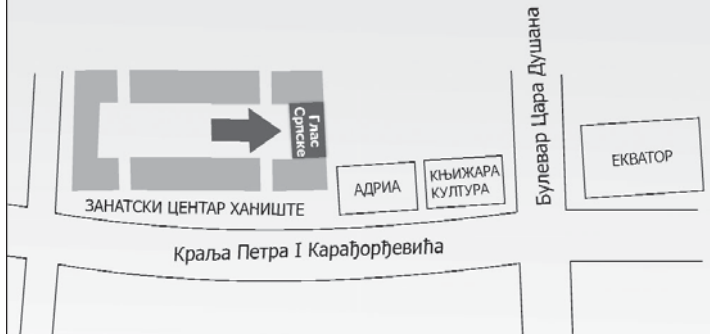 Глас
Српске
Булевар Цара Душана
ЕКВАТОР
АДРИА
КЊИЖАРА
КУЛТУРА
ЗАНАТСКИ ЦЕНТАР ХАНИШТЕ
Краља Петра I Карађорђевића